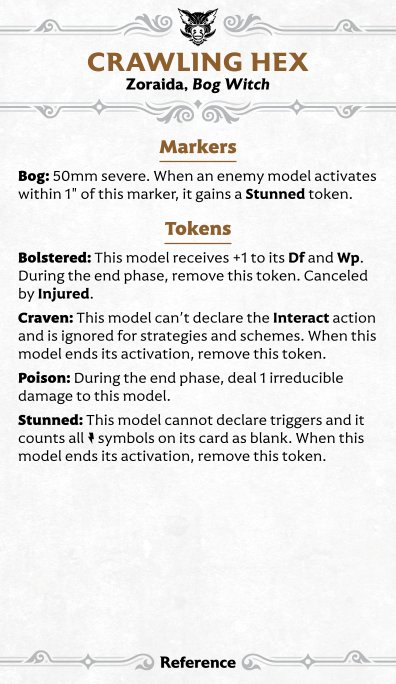 CRAWLING HEX
Zoraida, Bog Witch
Markers
Bog: 50mm severe. When an enemy model activates
within 1" of this marker, it gains a Stunned token.
Tokens
Bolstered: This model receives +1 to its Df and Wp.
During the end phase, remove this token. Canceled
by Injured.
Craven: This model can't declare the Interact action
and is ignored for strategies and schemes. When this
model ends its activation, remove this token.
Poison: During the end phase, deal 1 irreducible
damage to this model.
Stunned: This model cannot declare triggers and it
counts all symbols on its card as blank. When this
model ends its activation, remove this token.
Reference